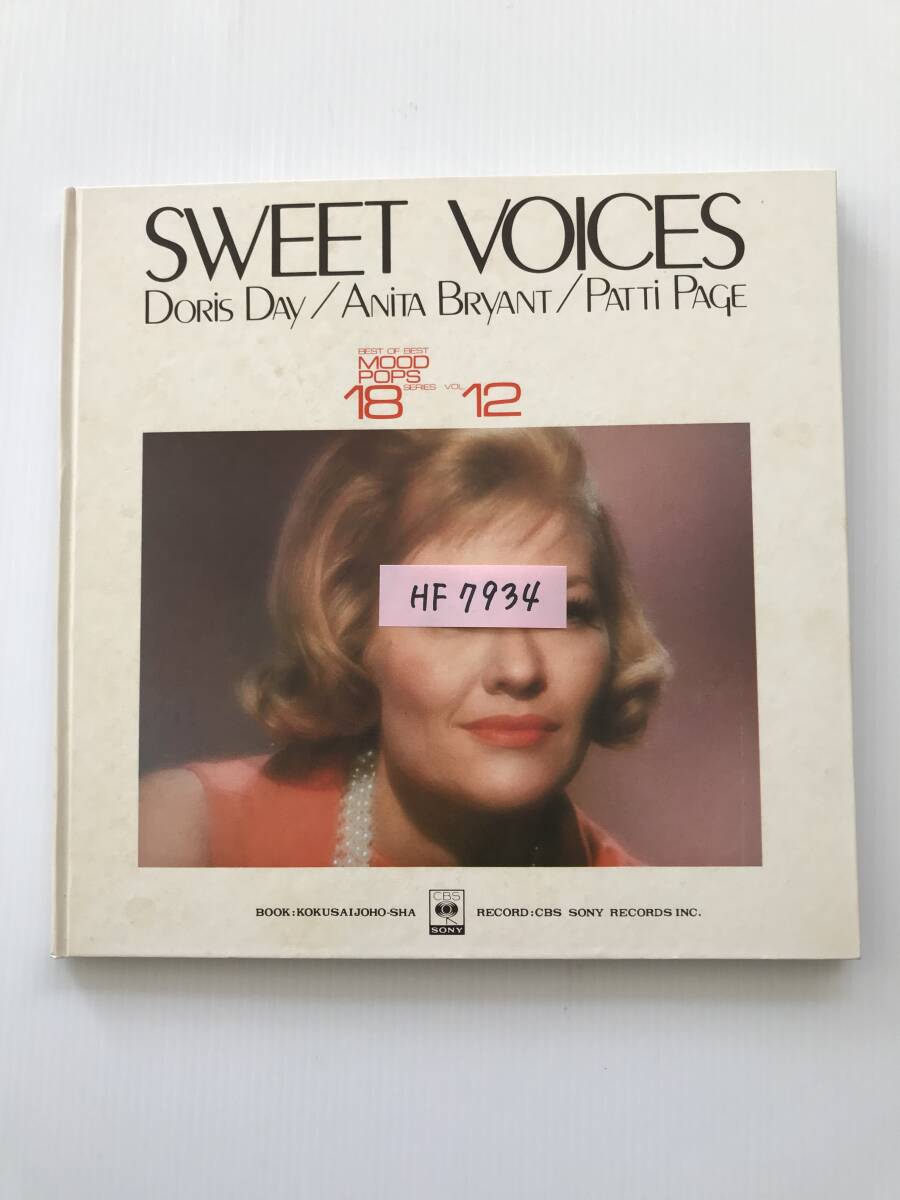 SWEET VOICES
Doris Day / Anita Bryant / Patti Page
BEST OF BEST
MOOD
POPS
18 SERIES VOL. 12
HF 7934
BOOK:KOKUSAIJOHO-SHA
CBS
SONY
RECORD:CBS SONY RECORDS INC.